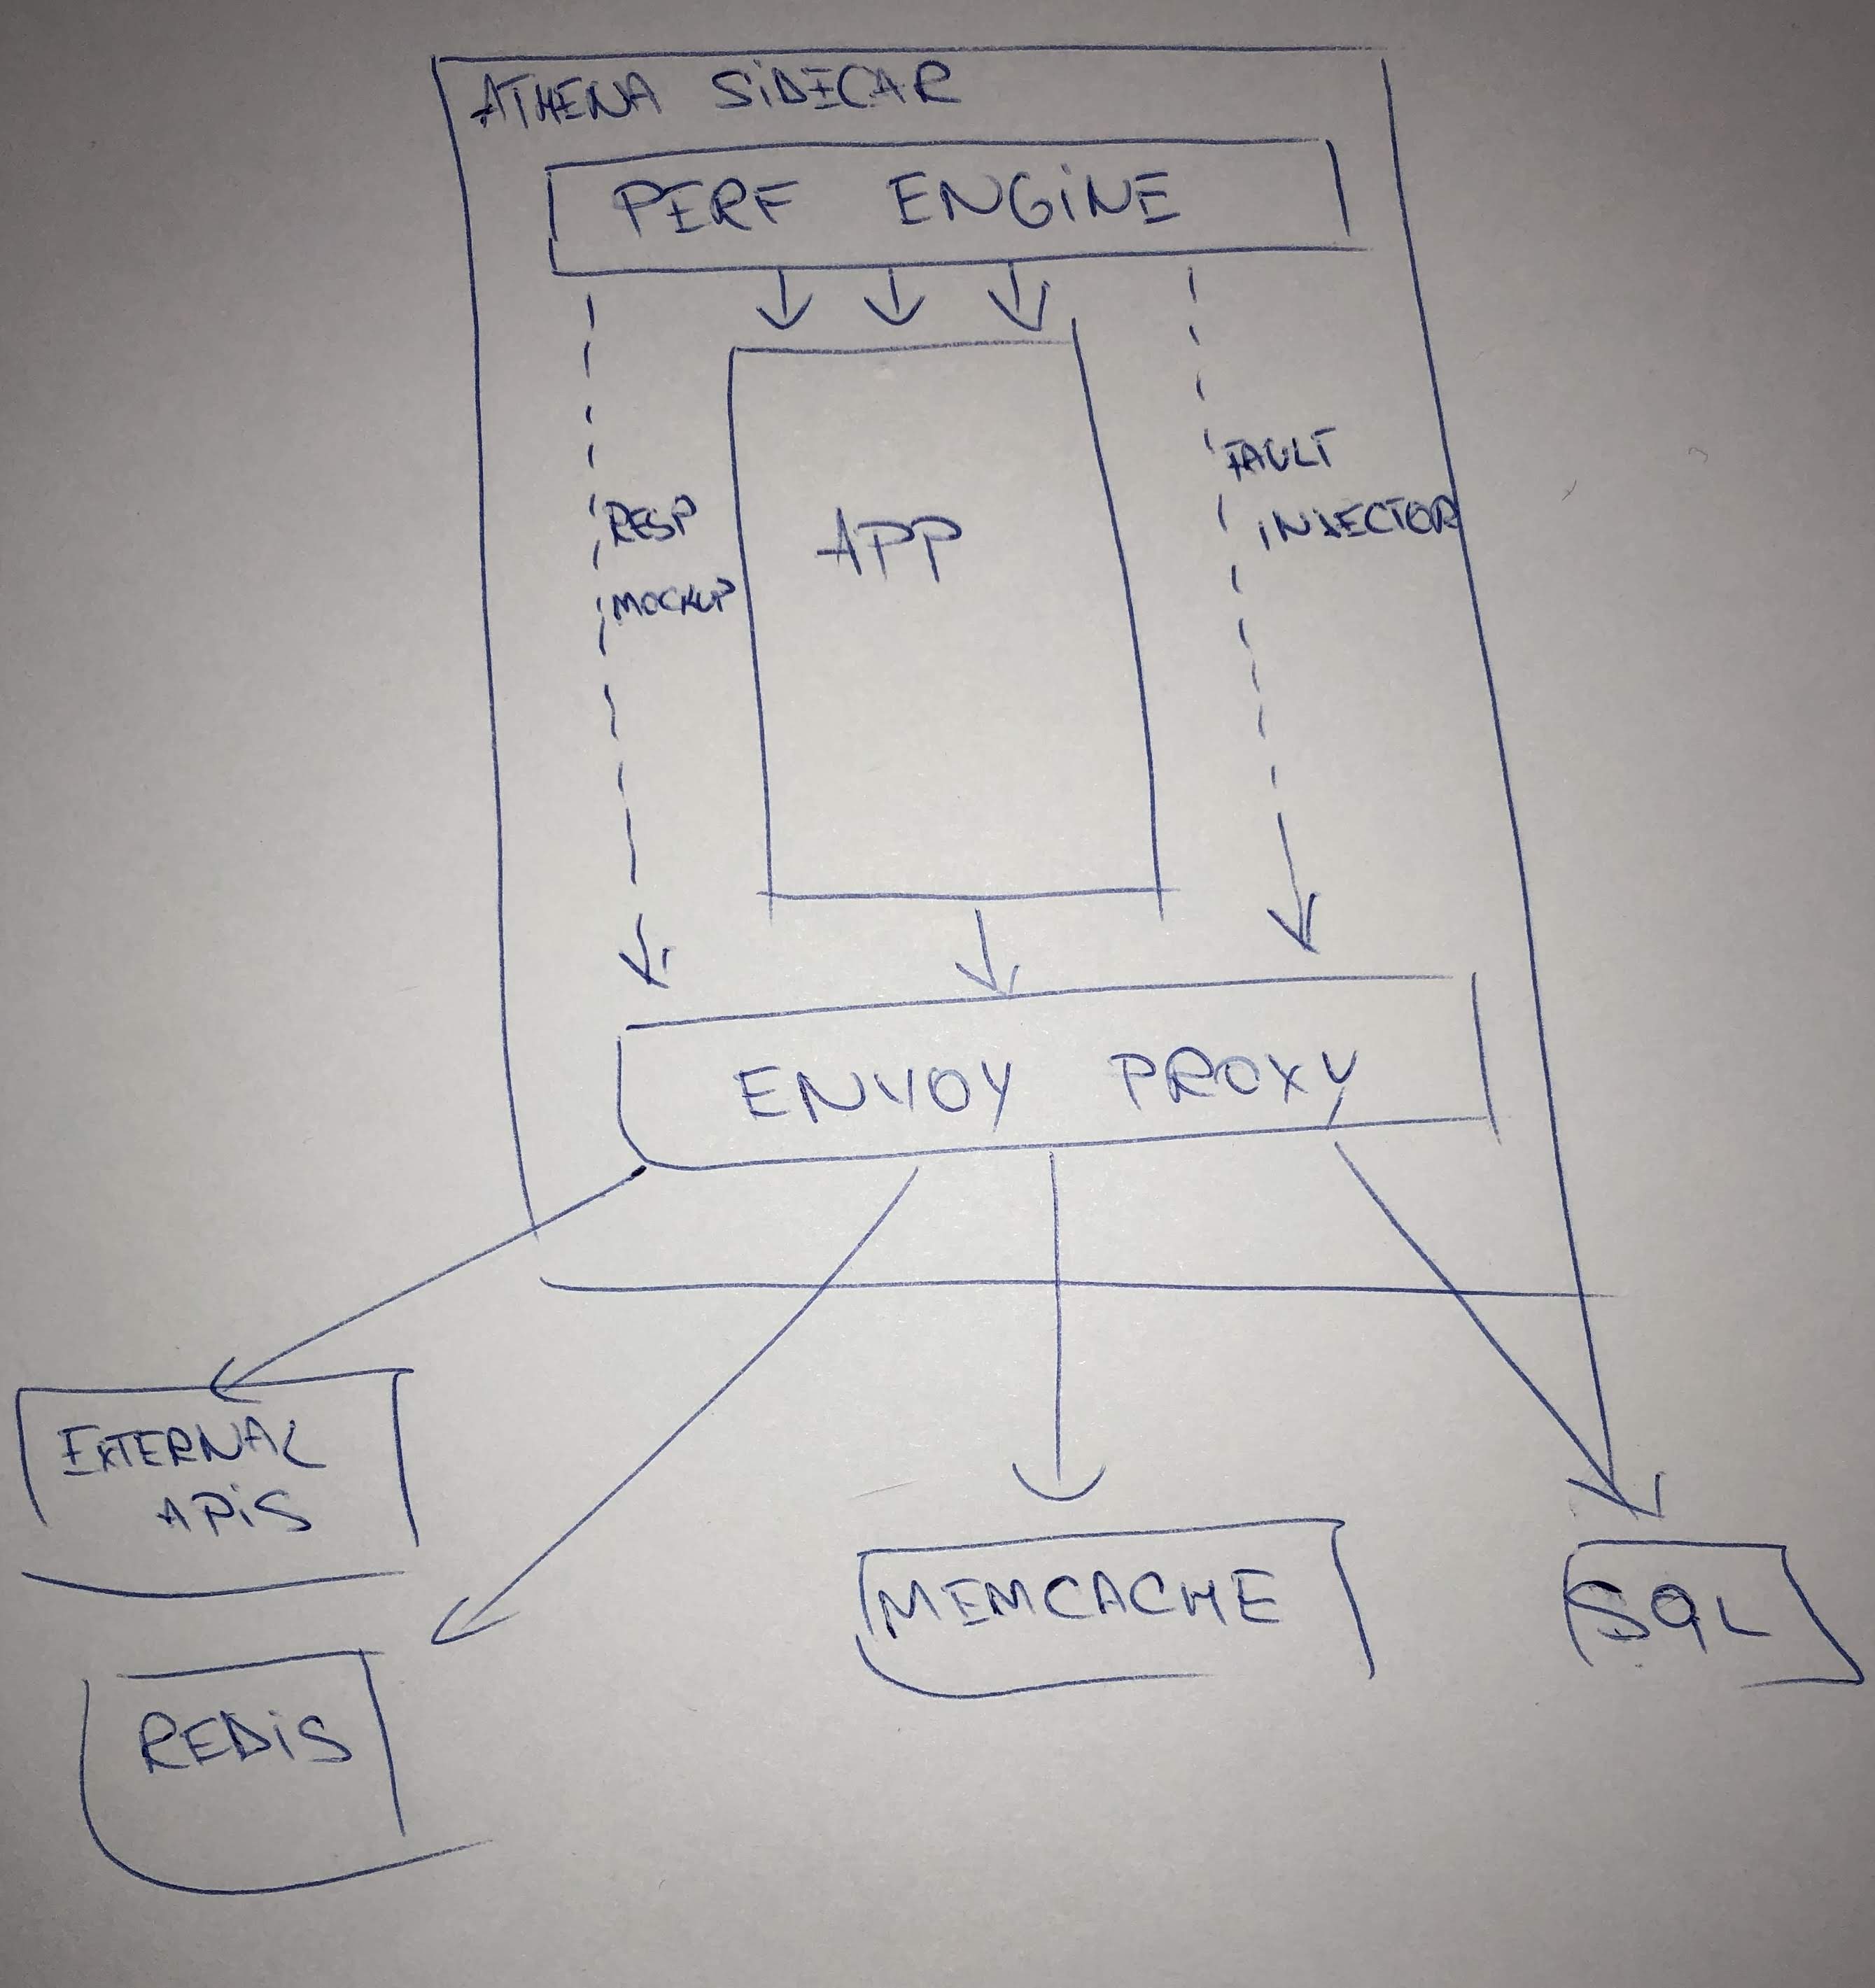 ATHENA SiDECAR
PERF ENGiNE
FAULT
iNJECTOR
RESP
MOCKUP
APP
ENVOY PROXY
EXTERNAL
APiS
MEMCACHE
SQL
REDiS